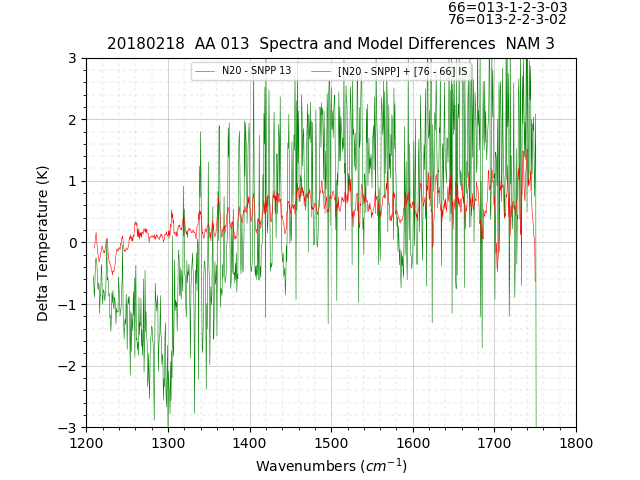 66=013-1-2-3-03
76=013-2-2-3-02
20180218  AA 013  Spectra and Model Differences  NAM 3
N20 - SNPP 13
[N20 - SNPP] + [76 - 66] IS
3
2
1
0
−1
−2
−3
Delta Temperature (K)
1200 1300 1400 1500 1600 1700 1800
Wavenumbers (cm⁻¹)